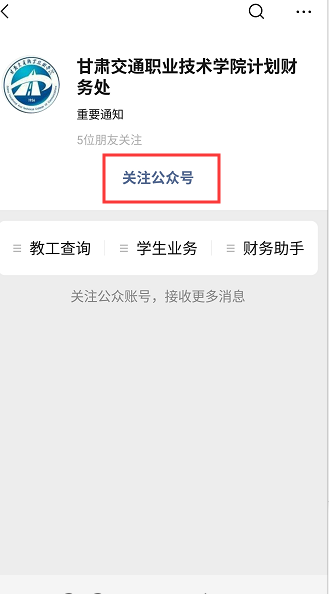 甘肃交通职业技术学院计划财
务处
重要通知
5位朋友关注
关注公众号
教工查询 学生业务 财务助手
关注公众账号，接收更多消息